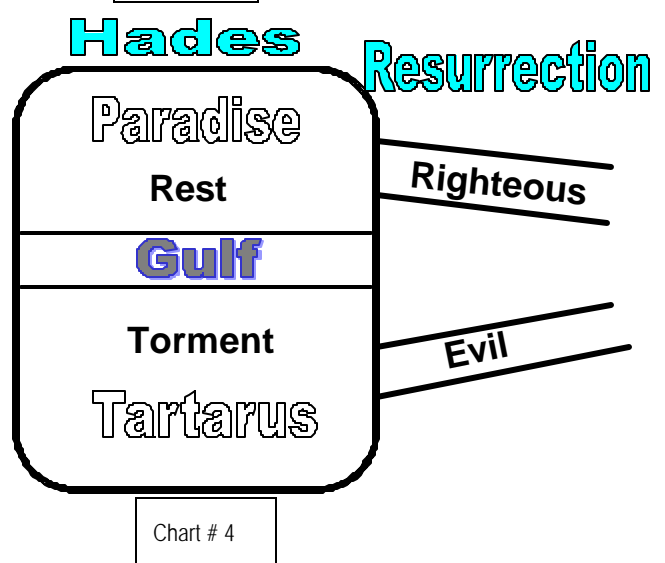 Hades
Resurrection
Paradise
Rest
Righteous
Gulf
Torment
Evil
Tartarus
Chart # 4